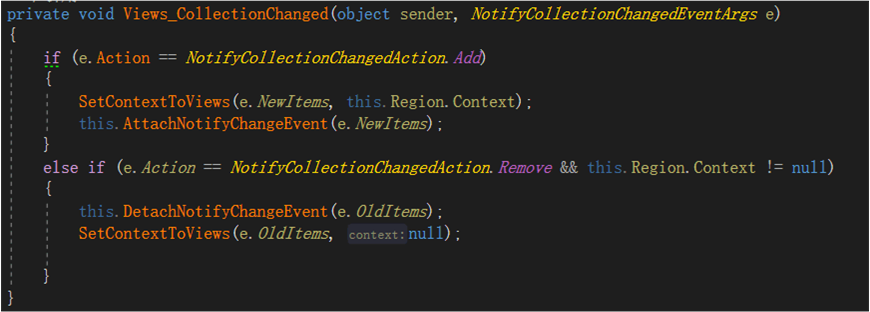 private void Views_CollectionChanged(object sender, NotifyCollectionChangedEventArgs e)
{
if (e.Action == NotifyCollectionChangedAction.Add)
{
SetContextToViews(e.NewItems, this.Region.Context);
this.AttachNotifyChangeEvent(e.NewItems);
}
else if (e.Action == NotifyCollectionChangedAction.Remove && this.Region.Context != null)
{
this.DetachNotifyChangeEvent(e.OldItems);
SetContextToViews(e.OldItems, context:null);
}
}